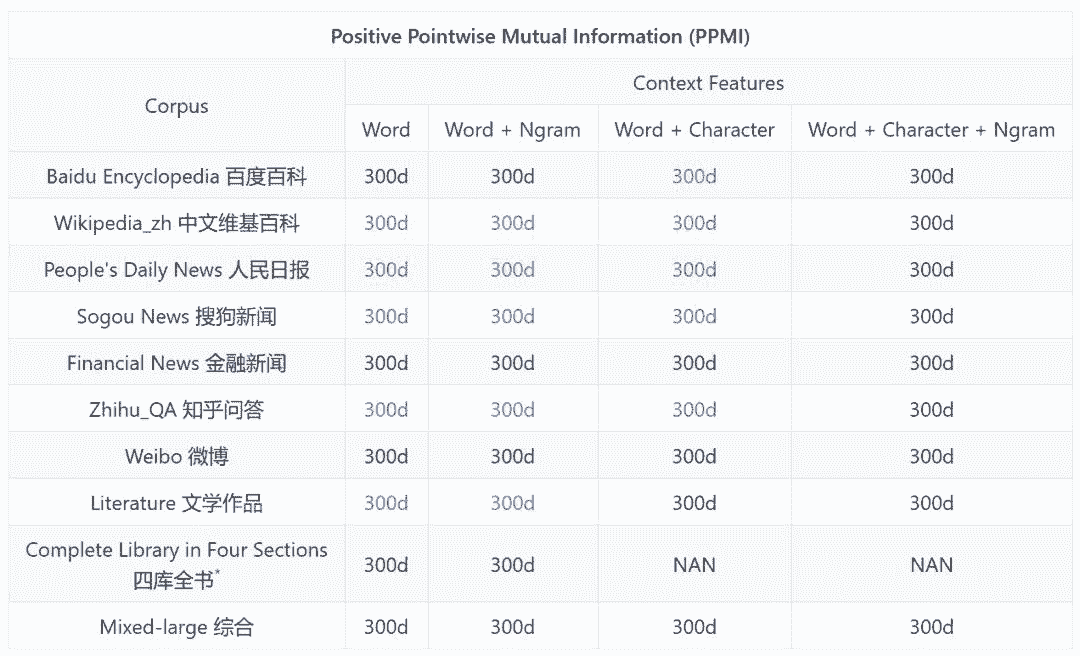 Positive Pointwise Mutual Information (PPMI)
Corpus
Context Features
Word
Word + Ngram
Word + Character
Word + Character + Ngram
Baidu Encyclopedia 百度百科 300d 300d 300d 300d
Wikipedia_zh 中文维基百科 300d 300d 300d 300d
People's Daily News 人民日报 300d 300d 300d 300d
Sogou News 搜狗新闻 300d 300d 300d 300d
Financial News 金融新闻 300d 300d 300d 300d
Zhihu_QA 知乎问答 300d 300d 300d 300d
Weibo 微博 300d 300d 300d 300d
Literature 文学作品 300d 300d 300d 300d
Complete Library in Four Sections
四库全书* 300d 300d NAN NAN
Mixed-large 综合 300d 300d 300d 300d